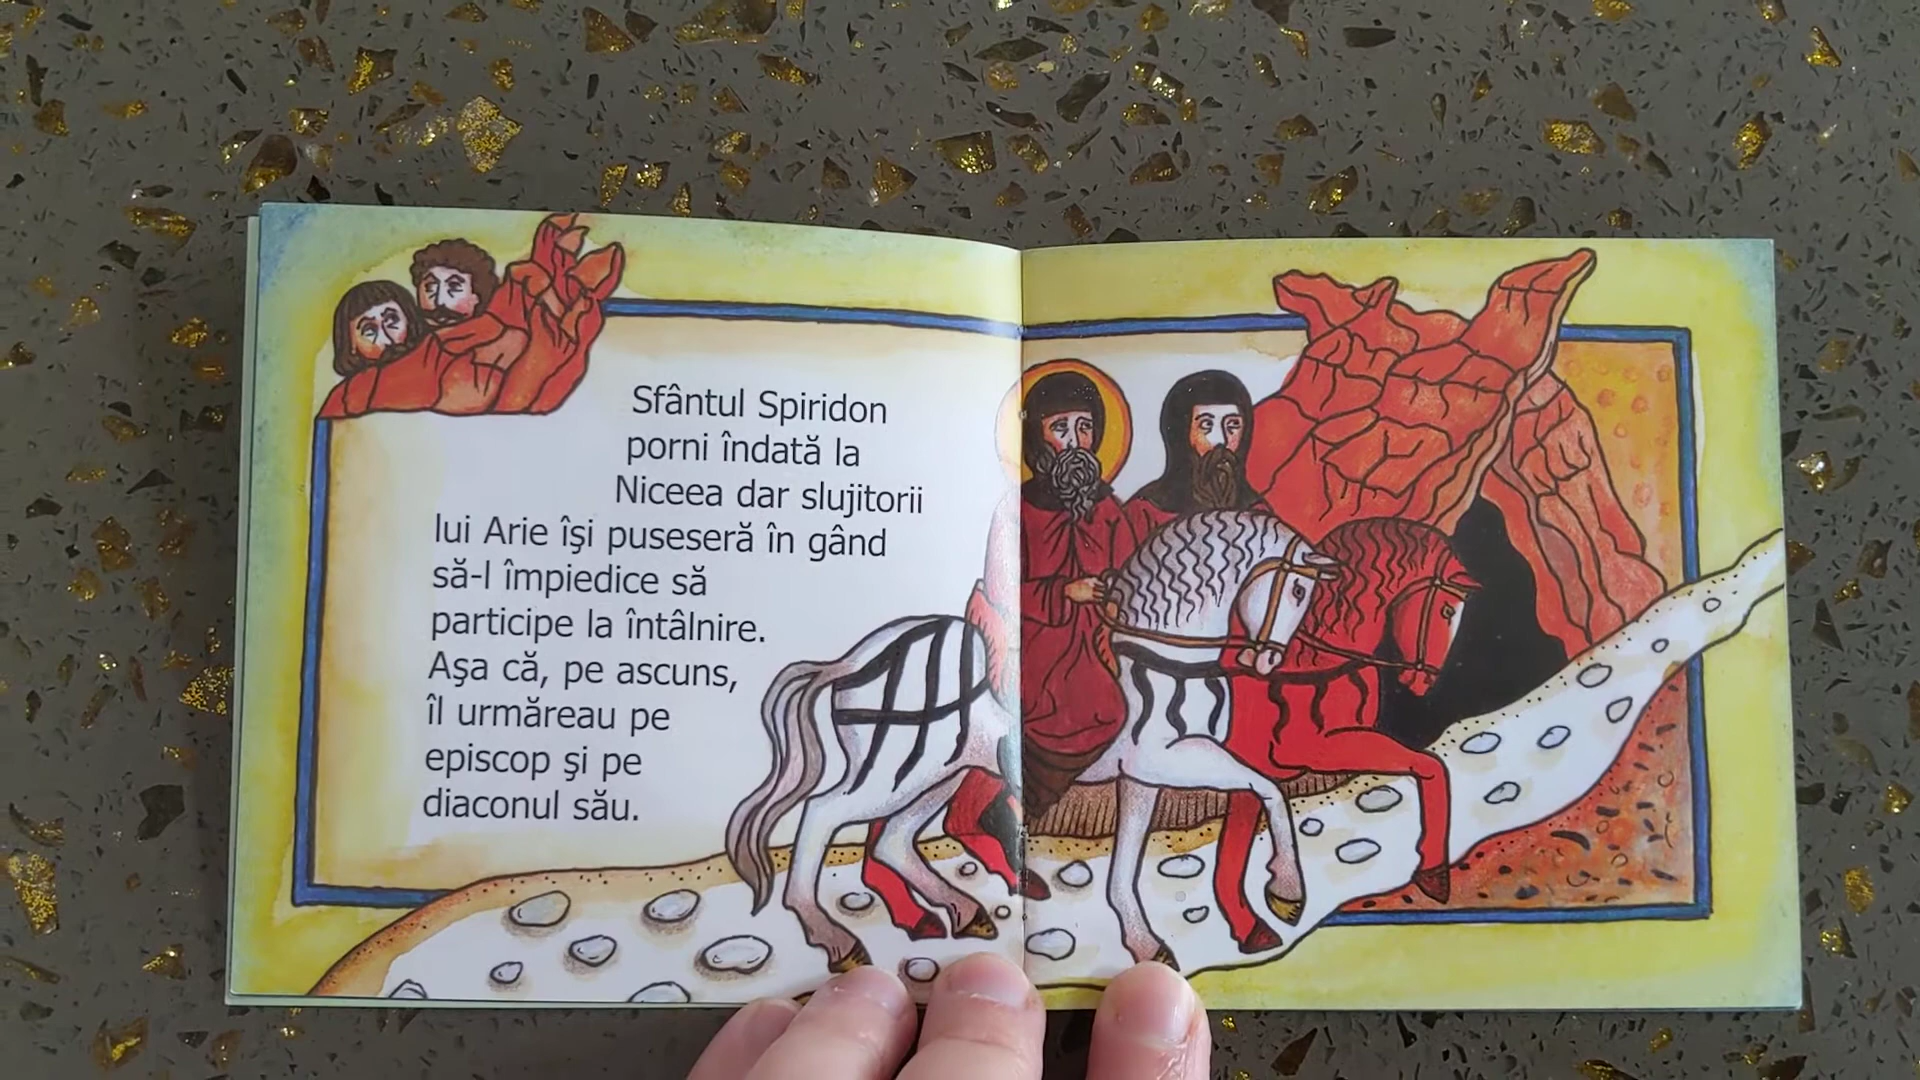 Sfântul Spiridon
porni îndată la
Niceea dar slujitorii
lui Arie îşi puseseră în gând
să-l împiedice să
participe la întâlnire.
Aşa că, pe ascuns,
îl urmăreau pe
episcop şi pe
diaconul său.